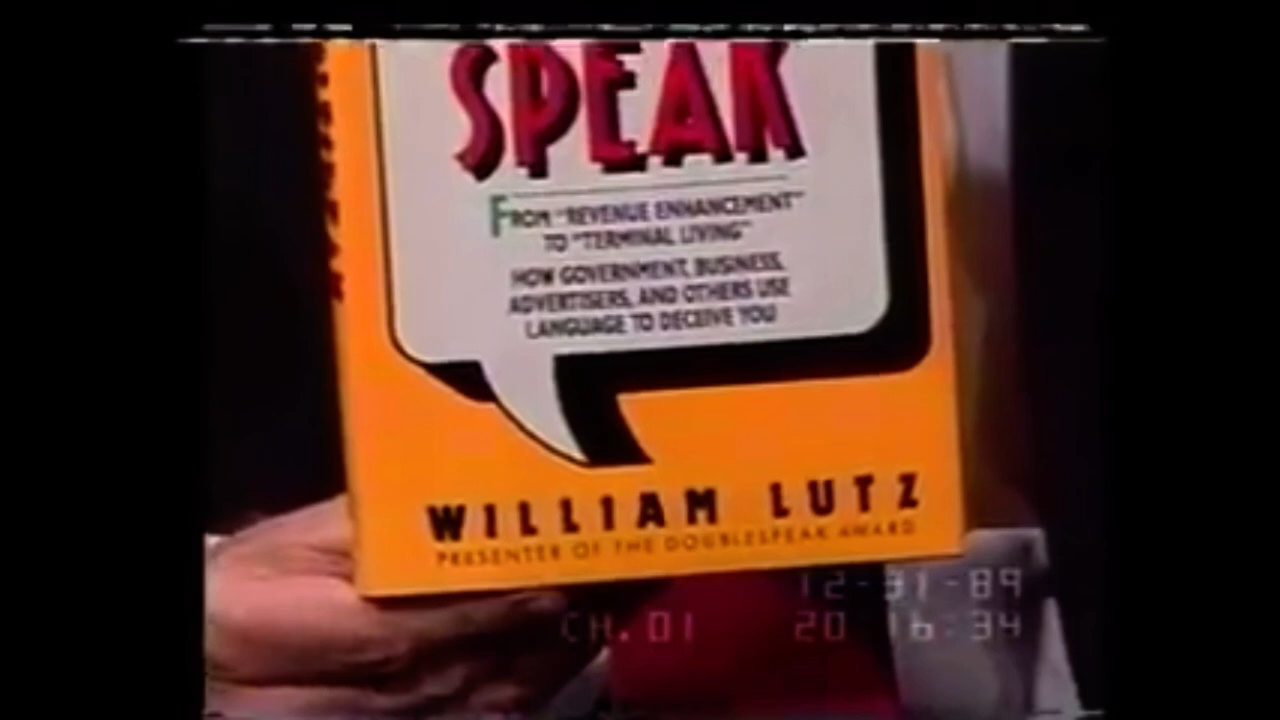 SPEAK
FROM "REVENUE ENHANCEMENT"
TO "TERMINAL LIVING"
HOW GOVERNMENT, BUSINESS,
ADVERTISERS, AND OTHERS USE
LANGUAGE TO DECEIVE YOU
WILLIAM LUTZ
PRESENTER OF THE DOUBLESPEAK AWARD
12-31-89
CH. 01 20 16:34